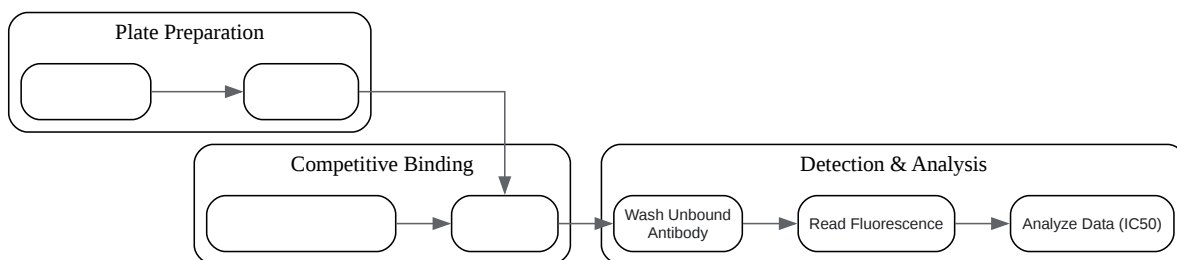 Plate Preparation
Competitive Binding
Detection & Analysis
Wash Unbound
Antibody
Read Fluorescence
Analyze Data (IC50)